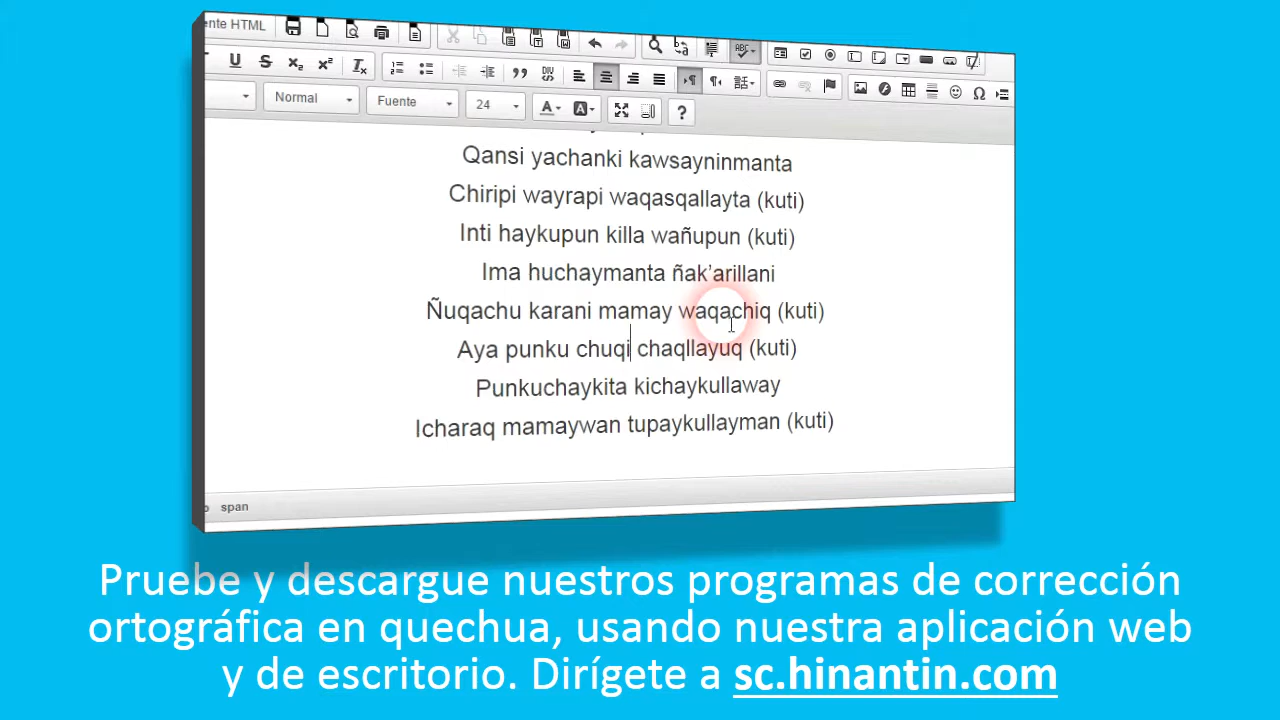 ente HTML
Normal Fuente 24
Qansi yachanki kawsayninmanta
Chiripi wayrapi waqasqallayta (kuti)
Inti haykupun killa wañupun (kuti)
Ima huchaymanta ñak’arillani
Ñuqachu karani mamay waqachiq (kuti)
Aya punku chuqi chaqllayuq (kuti)
Punkuchaykita kichaykullaway
Icharaq mamaywan tupaykullayman (kuti)
span
Pruebe y descargue nuestros programas de corrección
ortográfica en quechua, usando nuestra aplicación web
y de escritorio. Dirígete a sc.hinantin.com